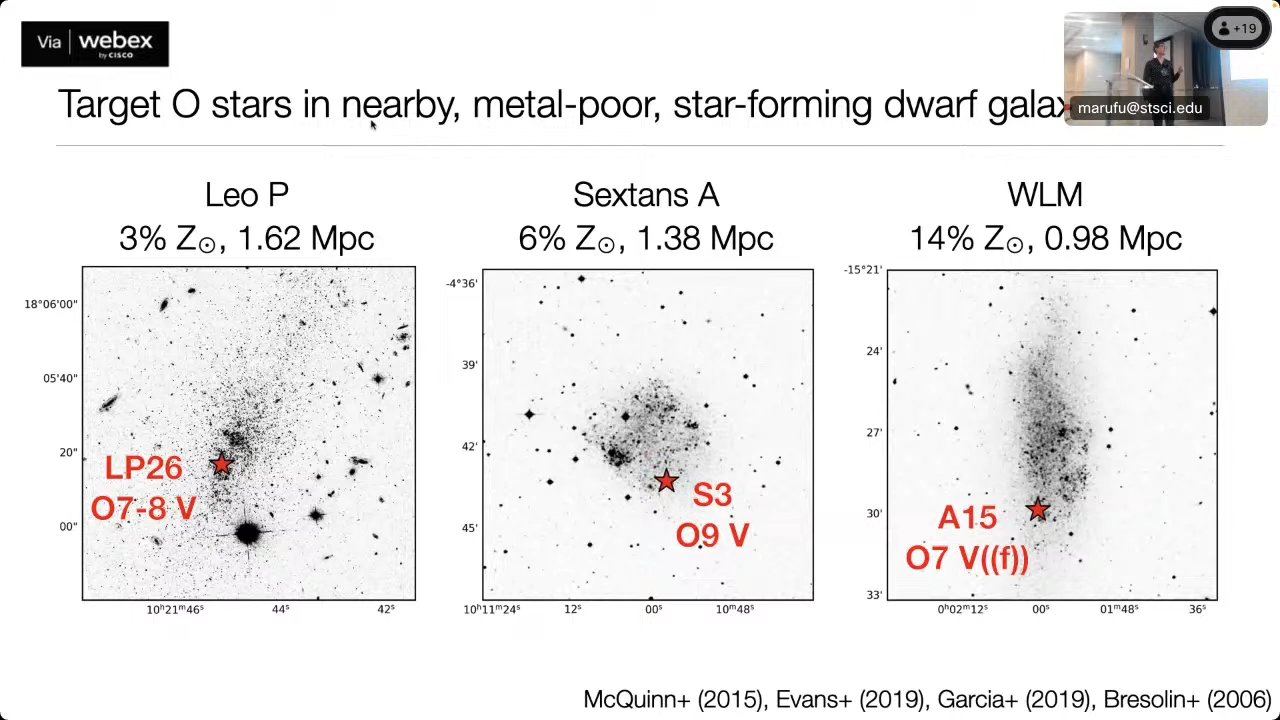 Via webex
by CISCO
+19
marufu@stsci.edu
Target O stars in nearby, metal-poor, star-forming dwarf galax
Leo P
3% Z☉, 1.62 Mpc
18°06'00"
05'40"
20"
00"
LP26
O7-8 V
10ʰ21ᵐ46ˢ 44ˢ 42ˢ
Sextans A
6% Z☉, 1.38 Mpc
-4°36'
39'
42'
45'
S3
O9 V
10ʰ11ᵐ24ˢ 12ˢ 00ˢ 10ᵐ48ˢ
WLM
14% Z☉, 0.98 Mpc
-15°21'
24'
27'
30'
33'
A15
O7 V((f))
0ʰ02ᵐ12ˢ 00ˢ 01ᵐ48ˢ 36ˢ
McQuinn+ (2015), Evans+ (2019), Garcia+ (2019), Bresolin+ (2006)